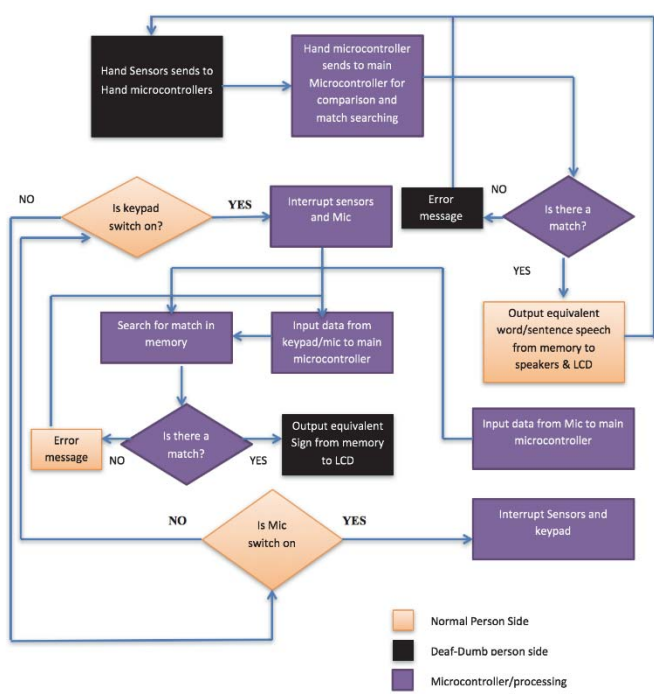 Hand Sensors sends to
Hand microcontrollers
Hand microcontroller
sends to main
Microcontroller for
comparison and
match searching
NO
Is keypad
switch on?
YES
Interrupt sensors
and Mic
Error
message
NO
Is there a
match?
YES
Search for match in
memory
Input data from
keypad/mic to main
microcontroller
Output equivalent
word/sentence speech
from memory to
speakers & LCD
Error
message
NO
Is there a
match?
YES
Output equivalent
Sign from memory
to LCD
Input data from Mic to main
microcontroller
NO
Is Mic
switch on
YES
Interrupt Sensors and
keypad
Normal Person Side
Deaf-Dumb person side
Microcontroller/processing